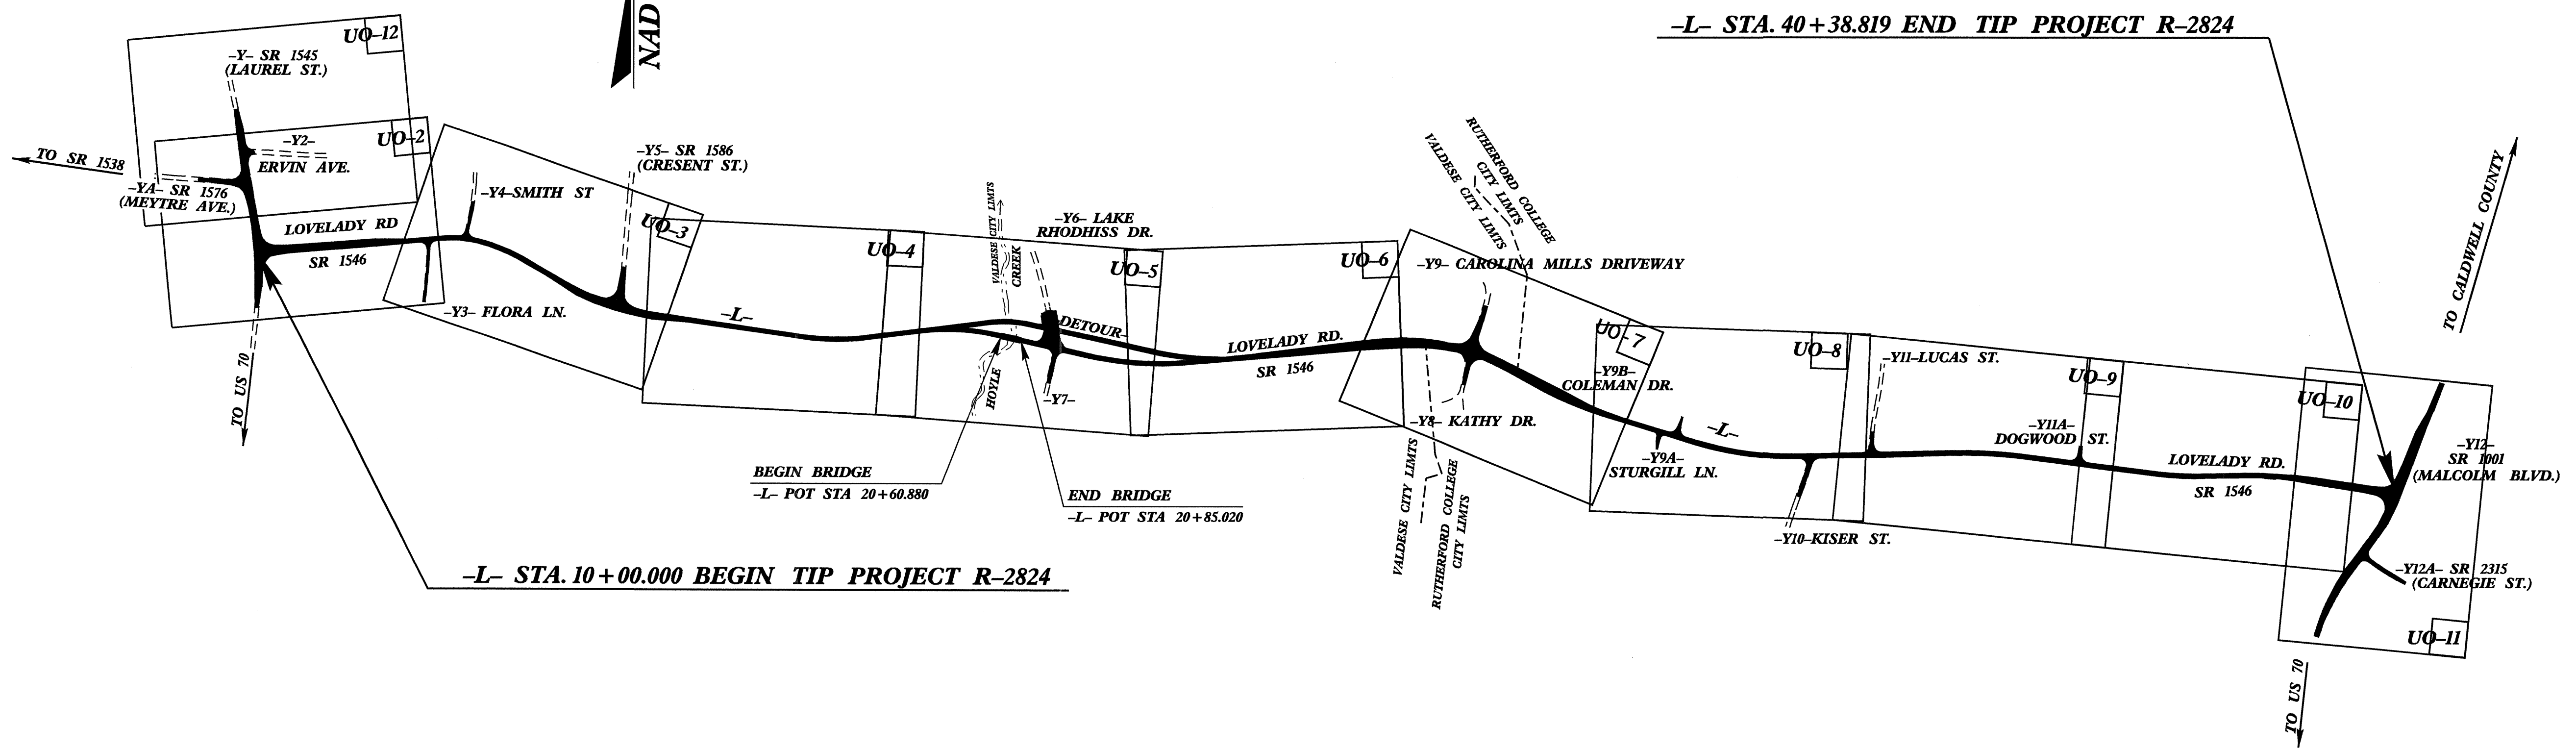 –L– STA. 40+38.819 END TIP PROJECT R–2824
NAD
UO–12
–Y– SR 1545
(LAUREL ST.)
UO–2
–Y2–
ERVIN AVE.
TO SR 1538
–YA– SR 1576
(MEYTRE AVE.)
LOVELADY RD
SR 1546
–Y4–SMITH ST
–Y5– SR 1586
(CRESENT ST.)
UO–3
–Y3– FLORA LN.
TO US 70
–L–
UO–4
VALDESE CITY LIMTS
CREEK
HOYLE
–Y6– LAKE
RHODHISS DR.
UO–5
DETOUR
–Y7–
LOVELADY RD.
SR 1546
UO–6
VALDESE CITY LIMTS
RUTHERFORD COLLEGE
CITY LIMTS
–Y9– CAROLINA MILLS DRIVEWAY
UO–7
–Y9B–
COLEMAN DR.
–Y8– KATHY DR.
VALDESE CITY LIMTS
RUTHERFORD COLLEGE
CITY LIMTS
–Y9A–
STURGILL LN.
–L–
UO–8
–Y11–LUCAS ST.
–Y10–KISER ST.
UO–9
–Y11A–
DOGWOOD ST.
LOVELADY RD.
SR 1546
UO–10
TO CALDWELL COUNTY
–Y12–
SR 1001
(MALCOLM BLVD.)
–Y12A– SR 2315
(CARNEGIE ST.)
UO–11
TO US 70
BEGIN BRIDGE
–L– POT STA 20+60.880
END BRIDGE
–L– POT STA 20+85.020
–L– STA. 10+00.000 BEGIN TIP PROJECT R–2824